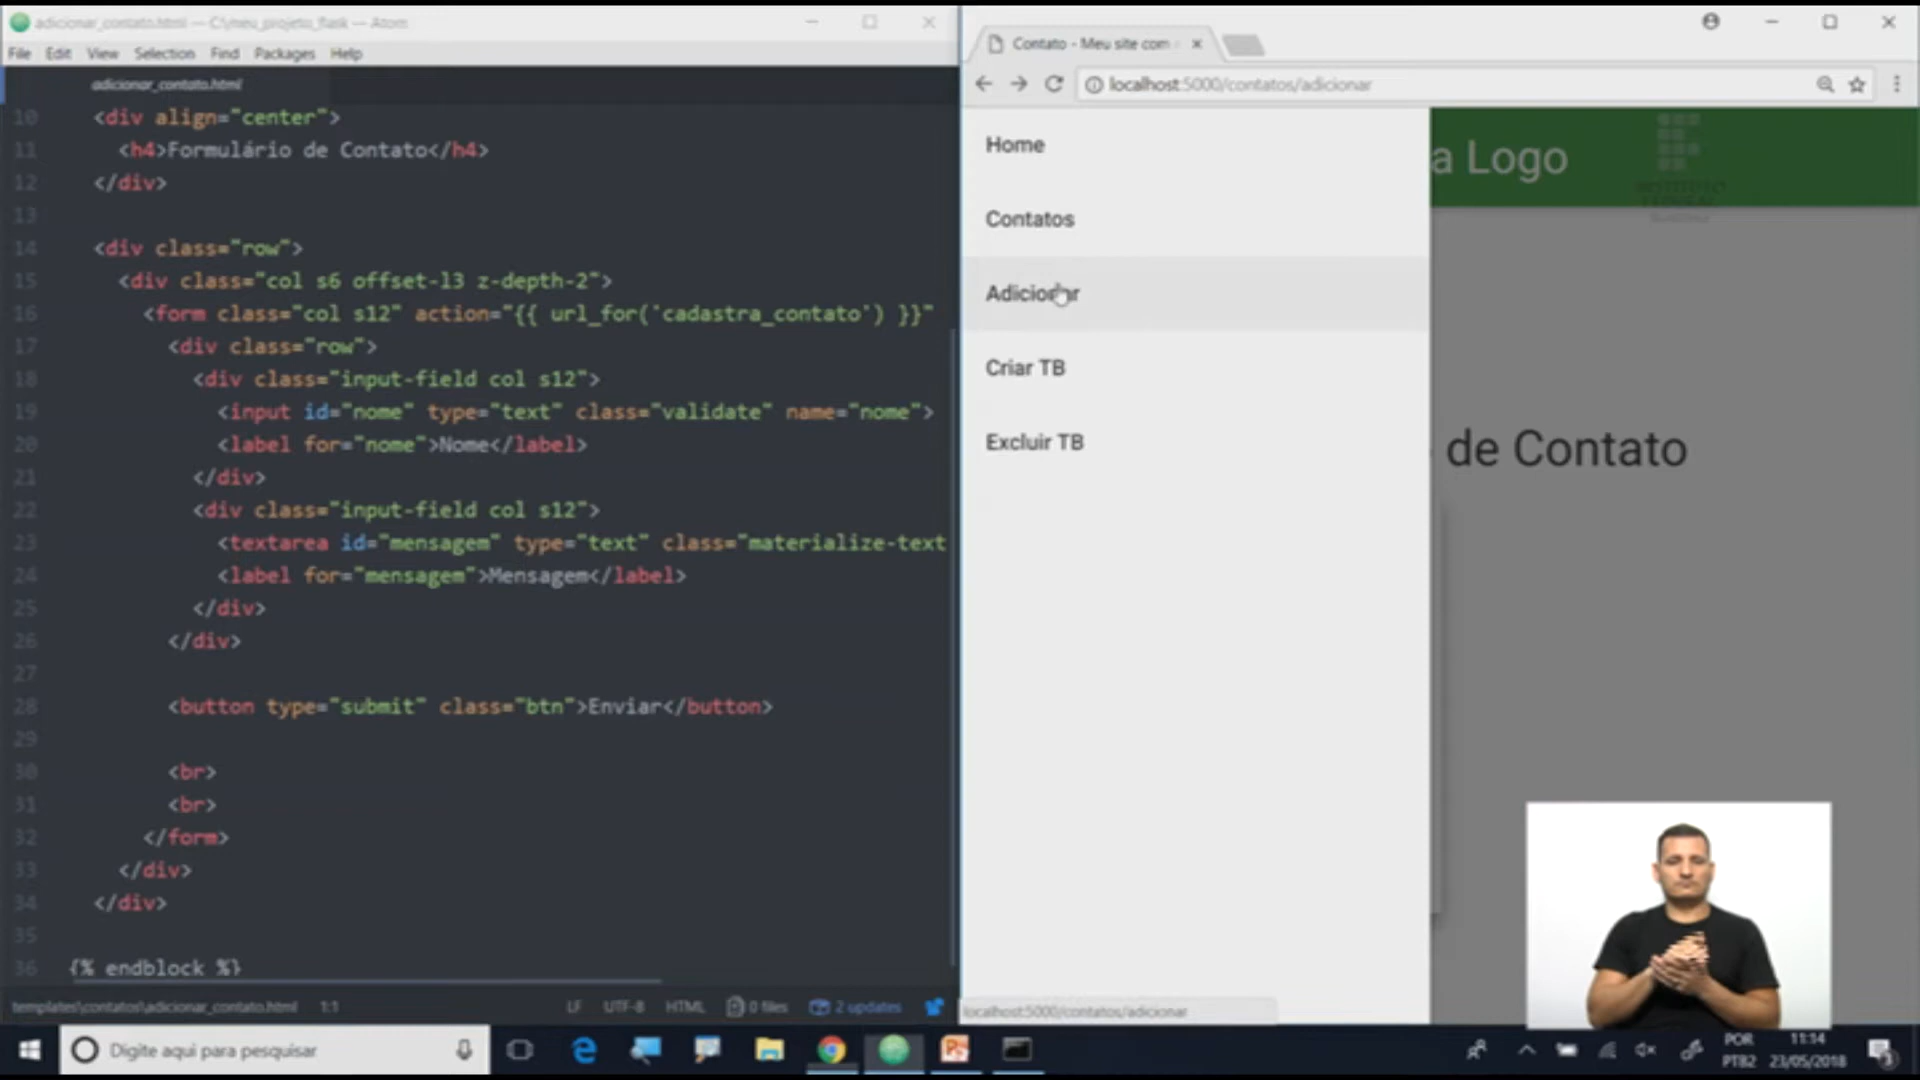 adicionar_contato.html — C:\meu_projeto_flask — Atom
File Edit View Selection Find Packages Help
adicionar_contato.html
10 <div align="center">
11 <h4>Formulário de Contato</h4>
12 </div>
13
14 <div class="row">
15 <div class="col s6 offset-l3 z-depth-2">
16 <form class="col s12" action="{{ url_for('cadastra_contato') }}"
17 <div class="row">
18 <div class="input-field col s12">
19 <input id="nome" type="text" class="validate" name="nome">
20 <label for="nome">Nome</label>
21 </div>
22 <div class="input-field col s12">
23 <textarea id="mensagem" type="text" class="materialize-text
24 <label for="mensagem">Mensagem</label>
25 </div>
26 </div>
27
28 <button type="submit" class="btn">Enviar</button>
29
30 <br>
31 <br>
32 </form>
33 </div>
34 </div>
35
36 {% endblock %}
templates\contatos\adicionar_contato.html 1:1 LF UTF-8 HTML 0 files 2 updates
Contato - Meu site com
localhost:5000/contatos/adicionar
Home
Contatos
Adicionar
Criar TB
Excluir TB
a Logo
INSTITUTO
FEDERAL
de Contato
localhost:5000/contatos/adicionar
Digite aqui para pesquisar
POR
PTB2
11:14
23/05/2018
3